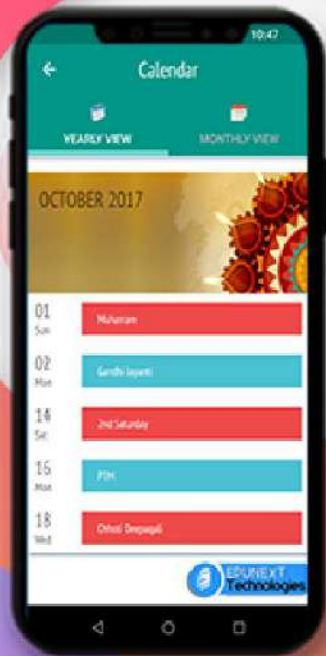 10:47
Calendar
YEARLY VIEW
MONTHLY VIEW
OCTOBER 2017
01
Sun
Muharram
02
Mon
Gandhi Jayanti
14
Sat
2nd Saturday
16
Mon
PTM
18
Wed
Chhoti Deepawali
EDUNEXT
Technologies